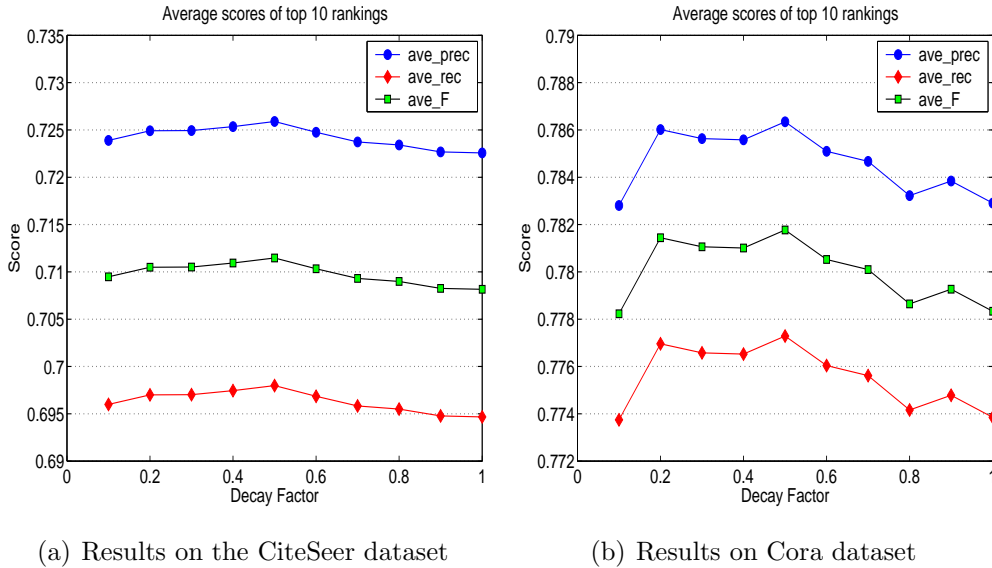 Average scores of top 10 rankings
0.735
0.73
0.725
0.72
0.715
0.71
0.705
0.7
0.695
0.69
Score
ave_prec
ave_rec
ave_F
0
0.2
0.4
0.6
0.8
1
Decay Factor
(a) Results on the CiteSeer dataset
Average scores of top 10 rankings
0.79
0.788
0.786
0.784
0.782
0.78
0.778
0.776
0.774
0.772
Score
ave_prec
ave_rec
ave_F
0
0.2
0.4
0.6
0.8
1
Decay Factor
(b) Results on Cora dataset